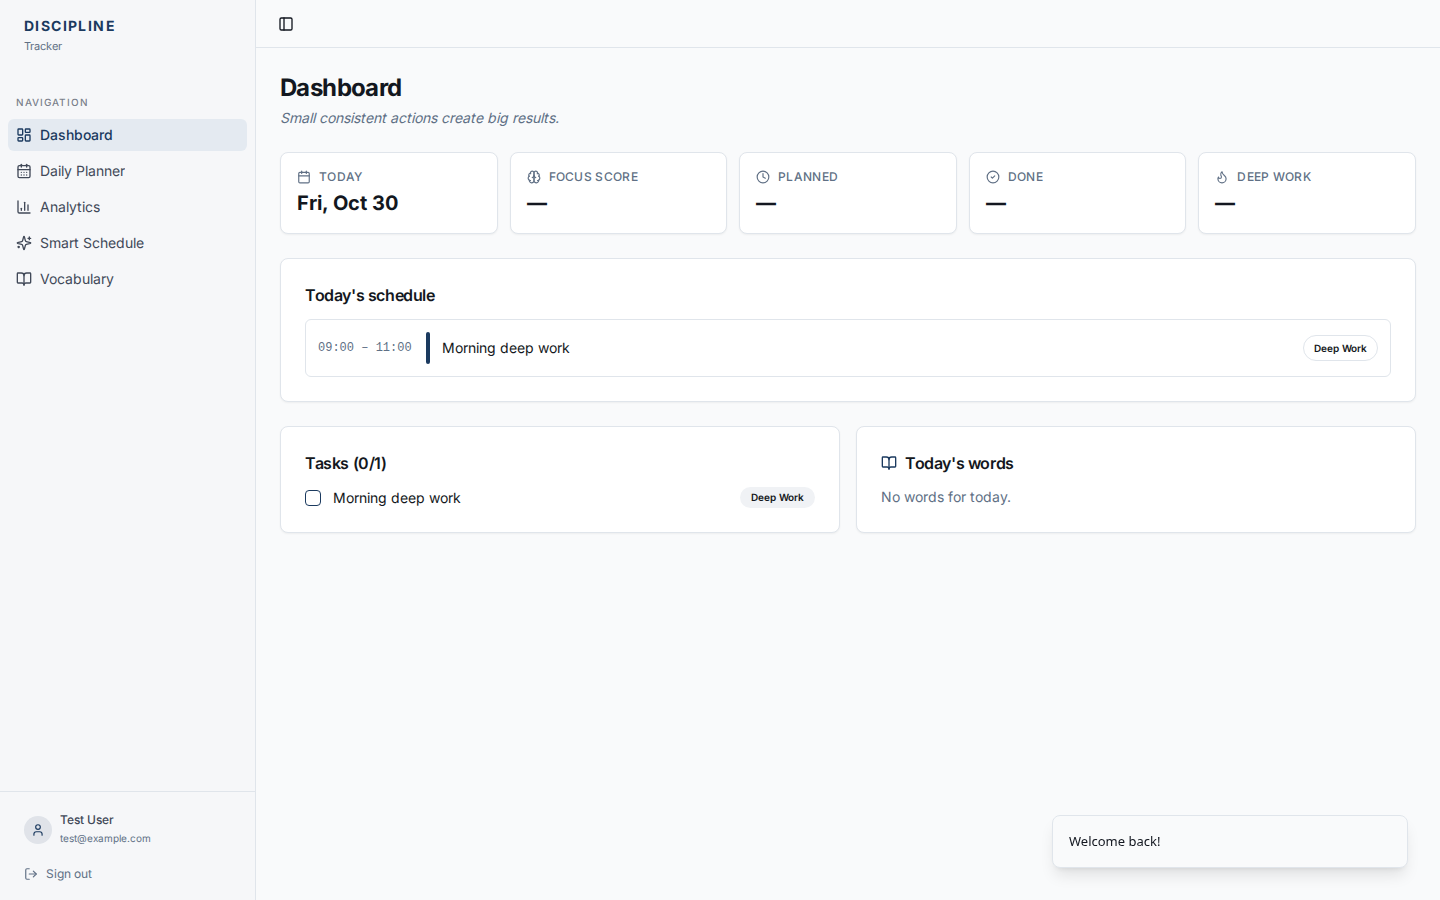 DISCIPLINE
Tracker
NAVIGATION
Dashboard
Daily Planner
Analytics
Smart Schedule
Vocabulary
Test User
test@example.com
Sign out
Dashboard
Small consistent actions create big results.
TODAY
Fri, Oct 30
FOCUS SCORE
—
PLANNED
—
DONE
—
DEEP WORK
—
Today's schedule
09:00 – 11:00 Morning deep work Deep Work
Tasks (0/1)
Morning deep work Deep Work
Today's words
No words for today.
Welcome back!